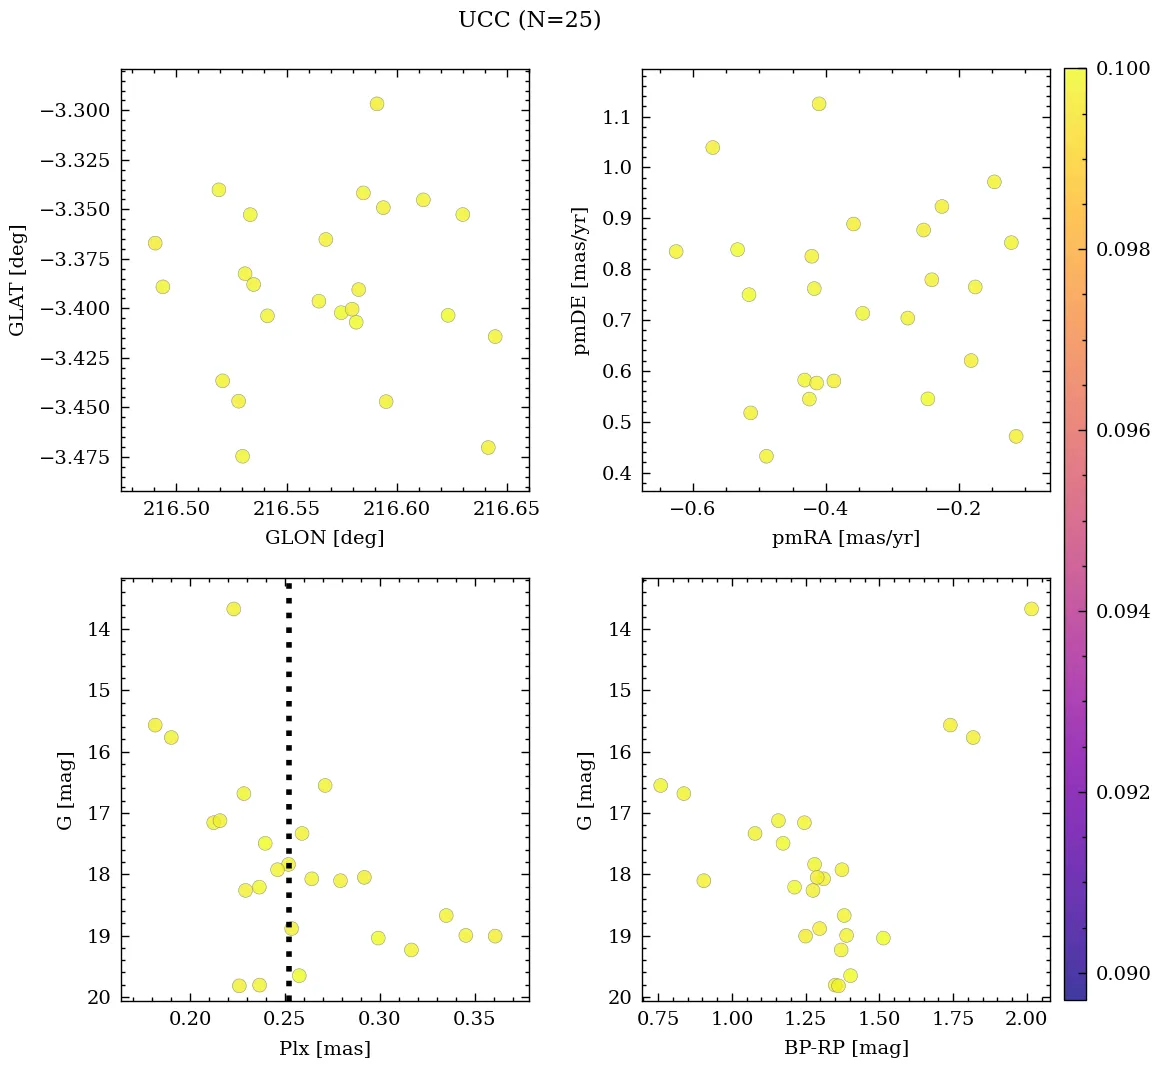 UCC (N=25)
−3.300
−3.325
−3.350
−3.375
−3.400
−3.425
−3.450
−3.475
GLAT [deg]
216.50 216.55 216.60 216.65
GLON [deg]
1.1
1.0
0.9
0.8
0.7
0.6
0.5
0.4
pmDE [mas/yr]
−0.6 −0.4 −0.2
pmRA [mas/yr]
14
15
16
17
18
19
20
G [mag]
0.20 0.25 0.30 0.35
Plx [mas]
14
15
16
17
18
19
20
G [mag]
0.75 1.00 1.25 1.50 1.75 2.00
BP-RP [mag]
0.100
0.098
0.096
0.094
0.092
0.090